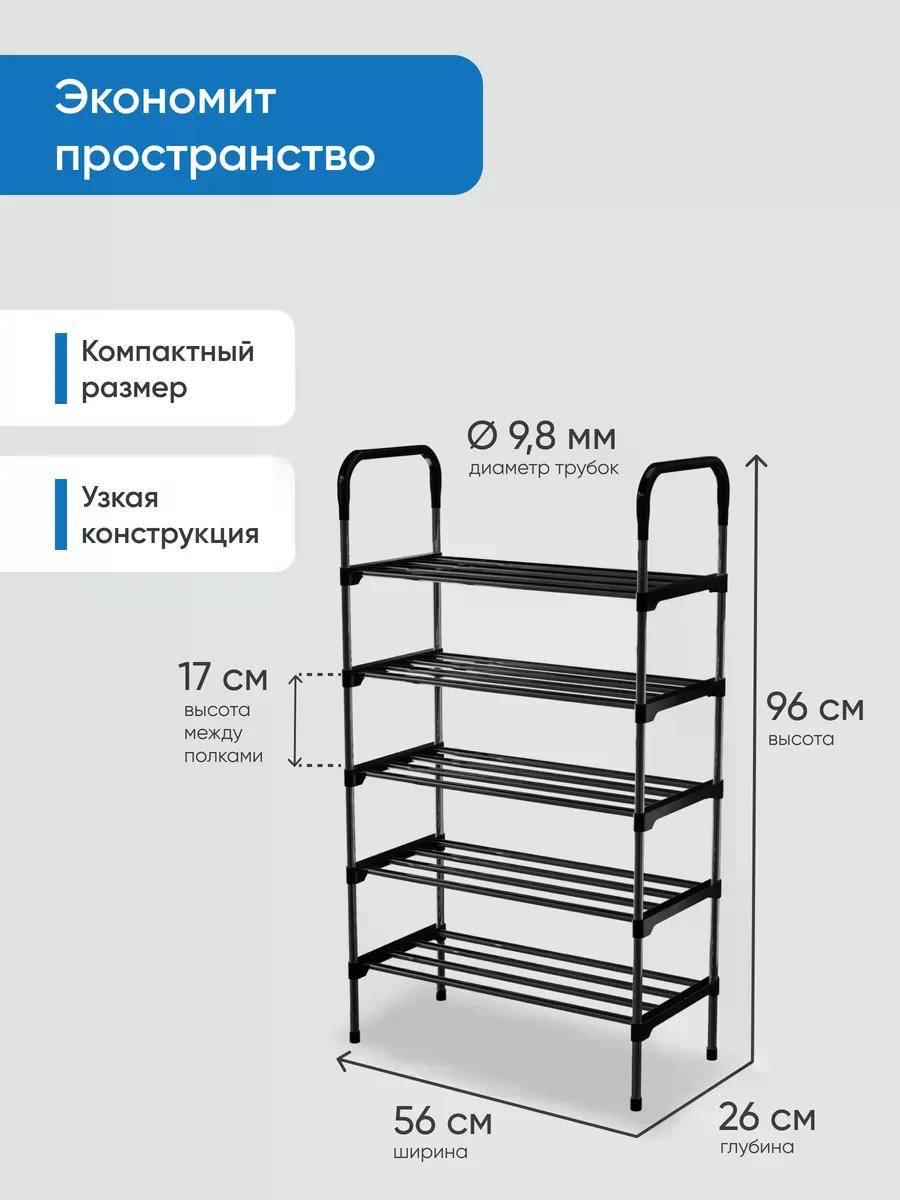 Экономит
пространство
Компактный
размер
Узкая
конструкция
Ø 9,8 мм
диаметр трубок
17 см
высота
между
полками
96 см
высота
56 см
ширина
26 см
глубина